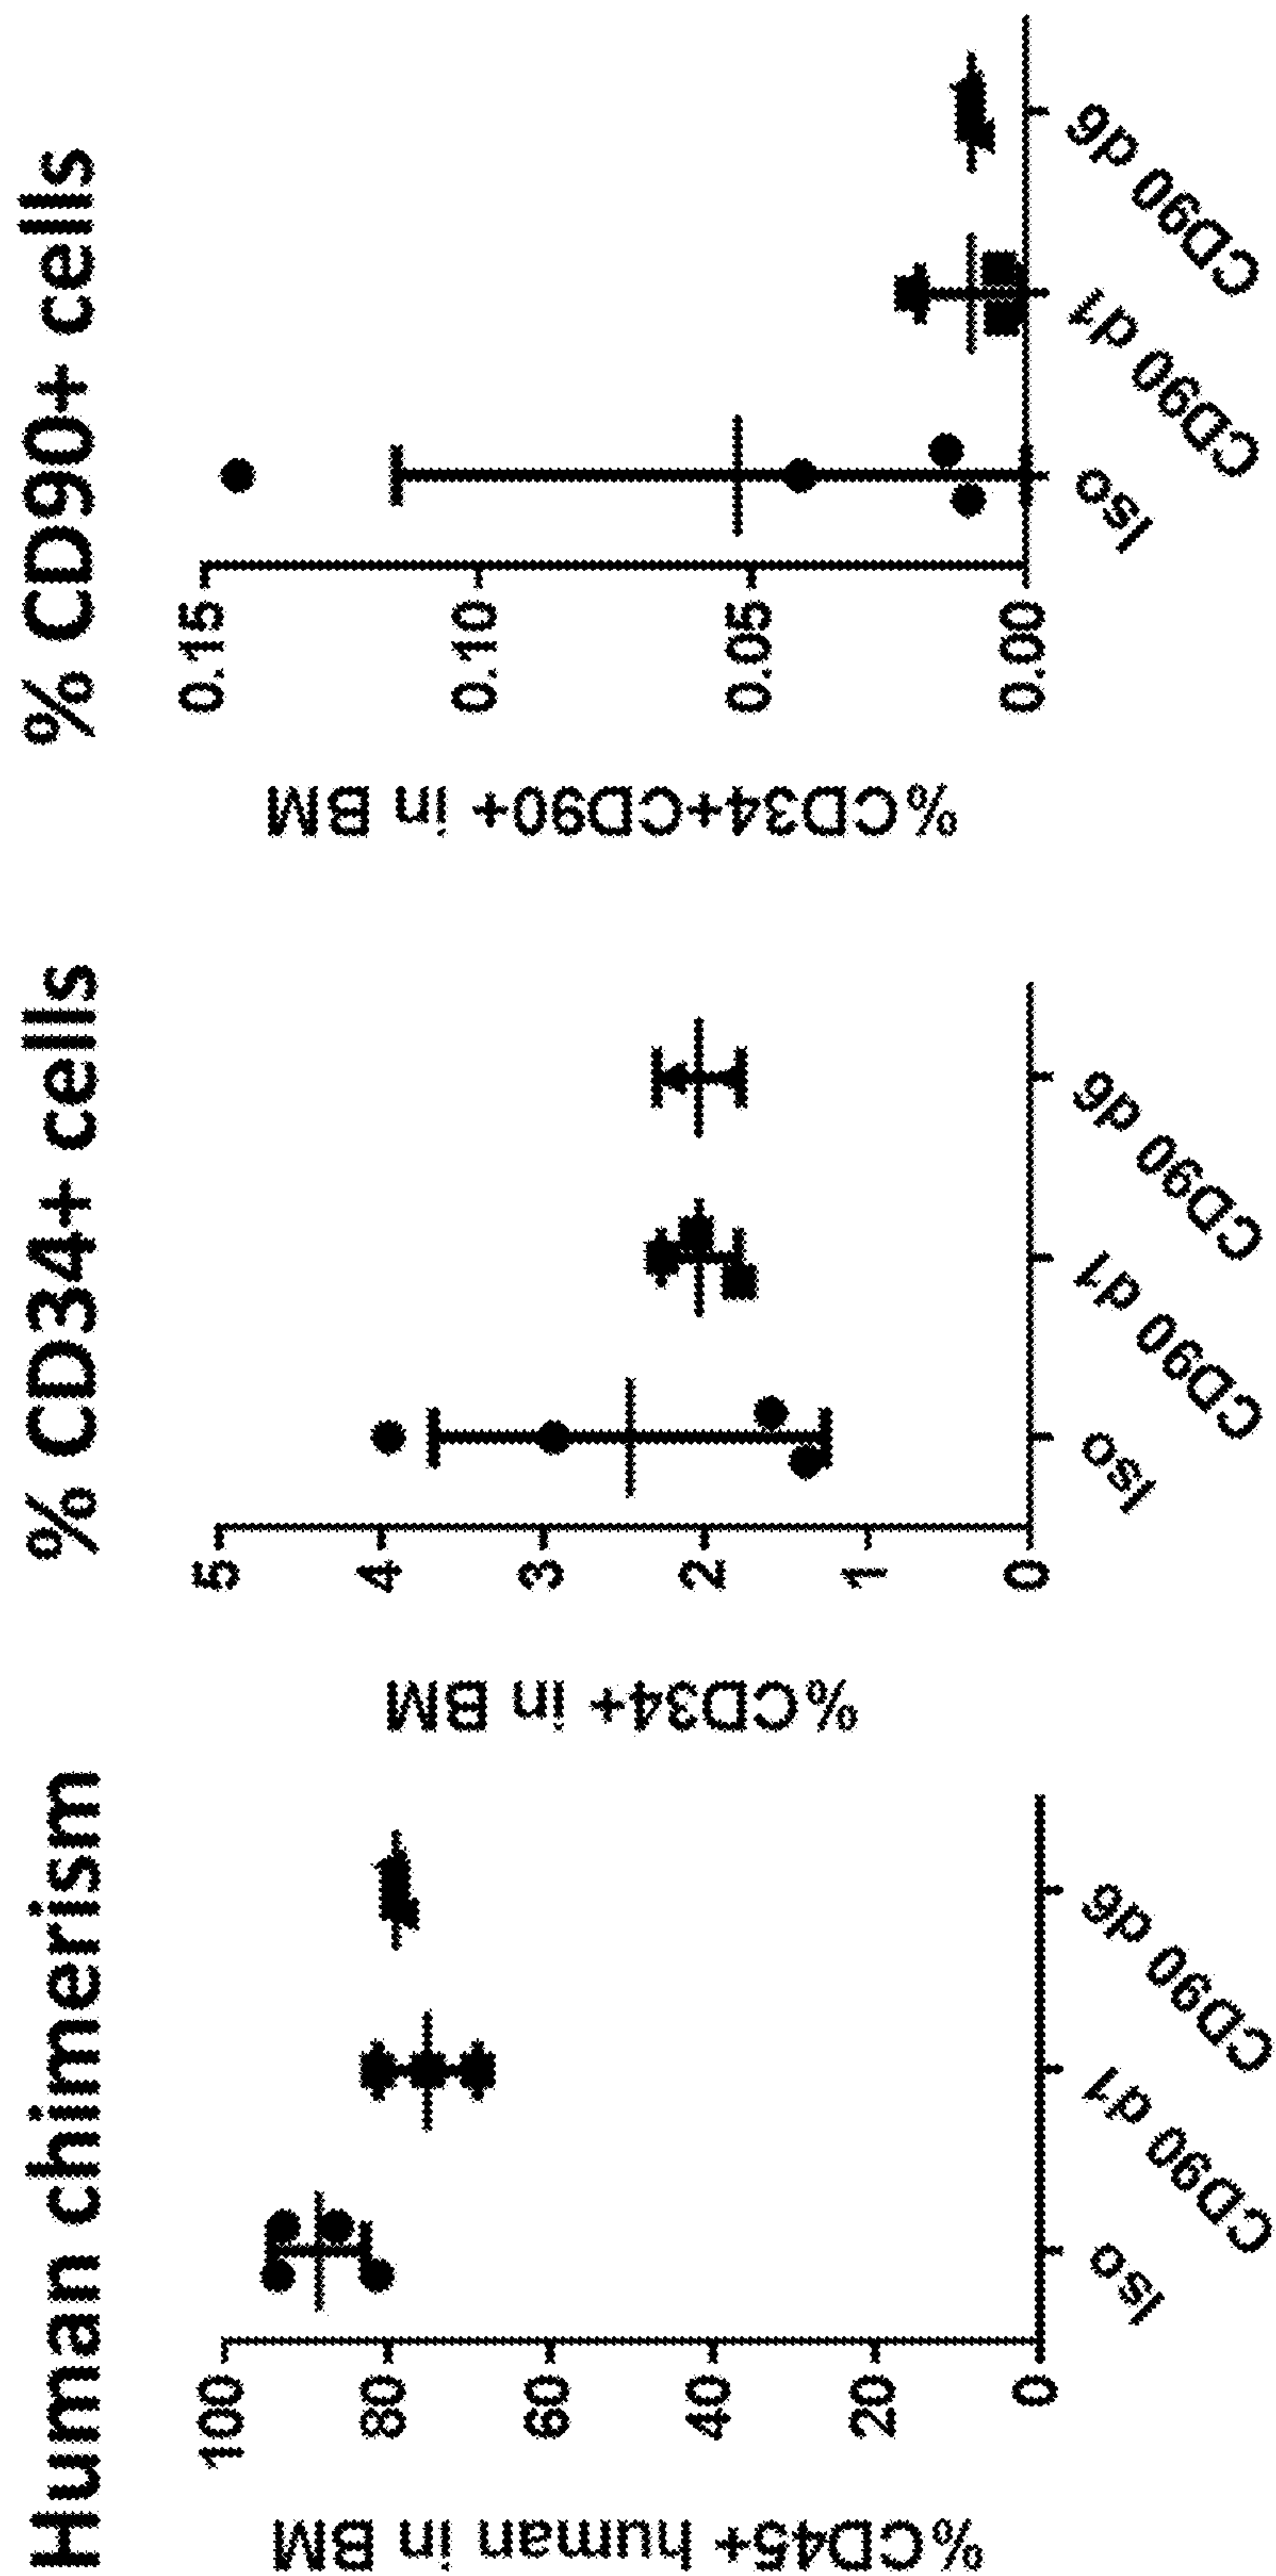 Human chimerism
%CD45+ human in BM
100
80
60
40
20
0
Iso
CD90 d1
CD90 d6
% CD34+ cells
%CD34+ in BM
5
4
3
2
1
0
Iso
CD90 d1
CD90 d6
% CD90+ cells
%CD34+CD90+ in BM
0.15
0.10
0.05
0.00
Iso
CD90 d1
CD90 d6